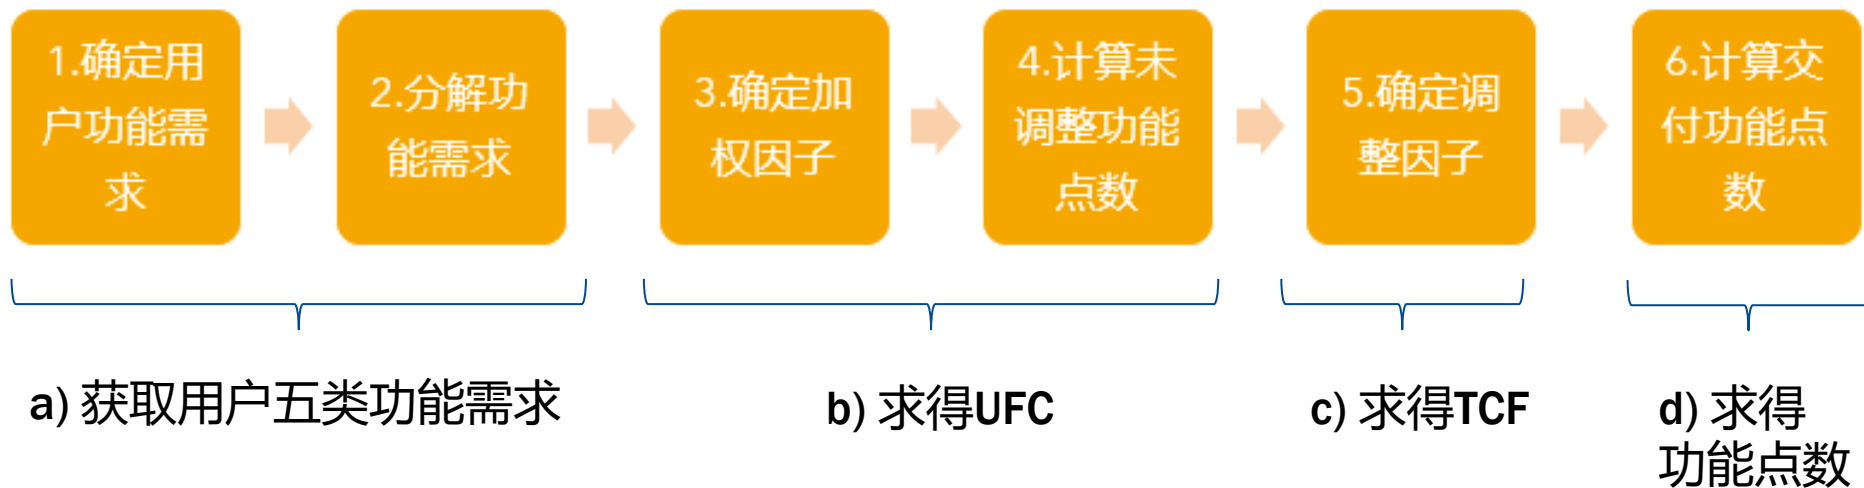 1.确定用
户功能需
求
2.分解功
能需求
3.确定加
权因子
4.计算未
调整功能
点数
5.确定调
整因子
6.计算交
付功能点
数
a) 获取用户五类功能需求
b) 求得UFC
c) 求得TCF
d) 求得
功能点数